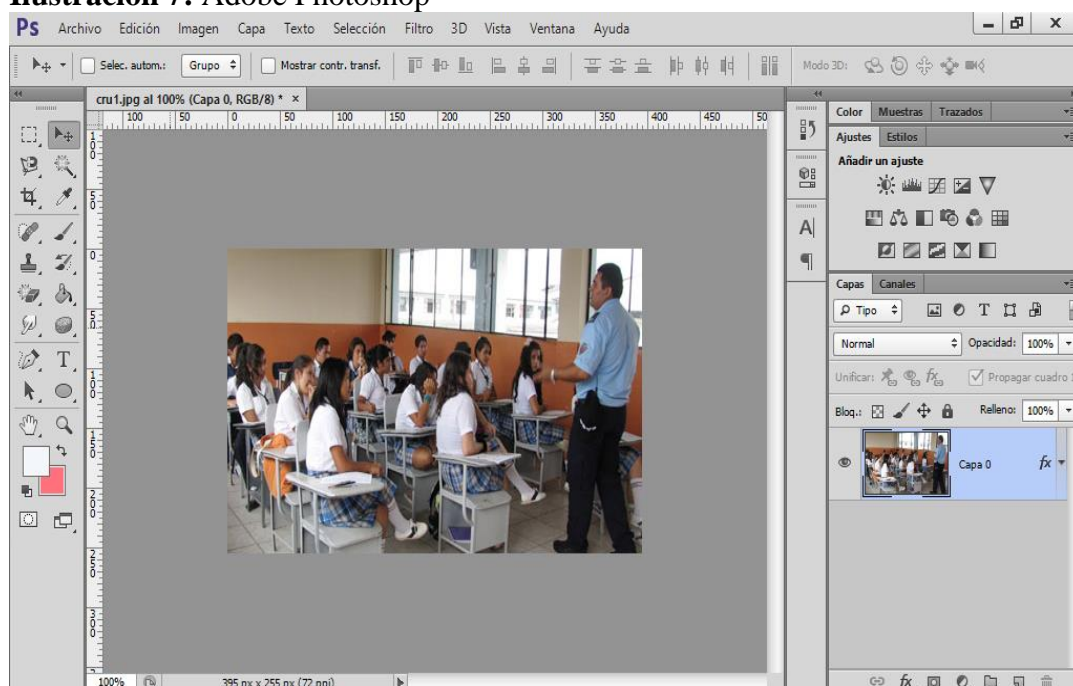 Ilustración 7: Adobe Photoshop
Ps Archivo Edición Imagen Capa Texto Selección Filtro 3D Vista Ventana Ayuda
Selec. autom.: Grupo Mostrar contr. transf. Modo 3D:
cru1.jpg al 100% (Capa 0, RGB/8) * ×
100 50 0 50 100 150 200 250 300 350 400 450 50
Color Muestras Trazados
Ajustes Estilos
Añadir un ajuste
Capas Canales
Tipo
Normal Opacidad: 100%
Unificar: Propagar cuadro
Bloq.: Relleno: 100%
Capa 0 fx
100% 395 px x 255 px (72 ppi)